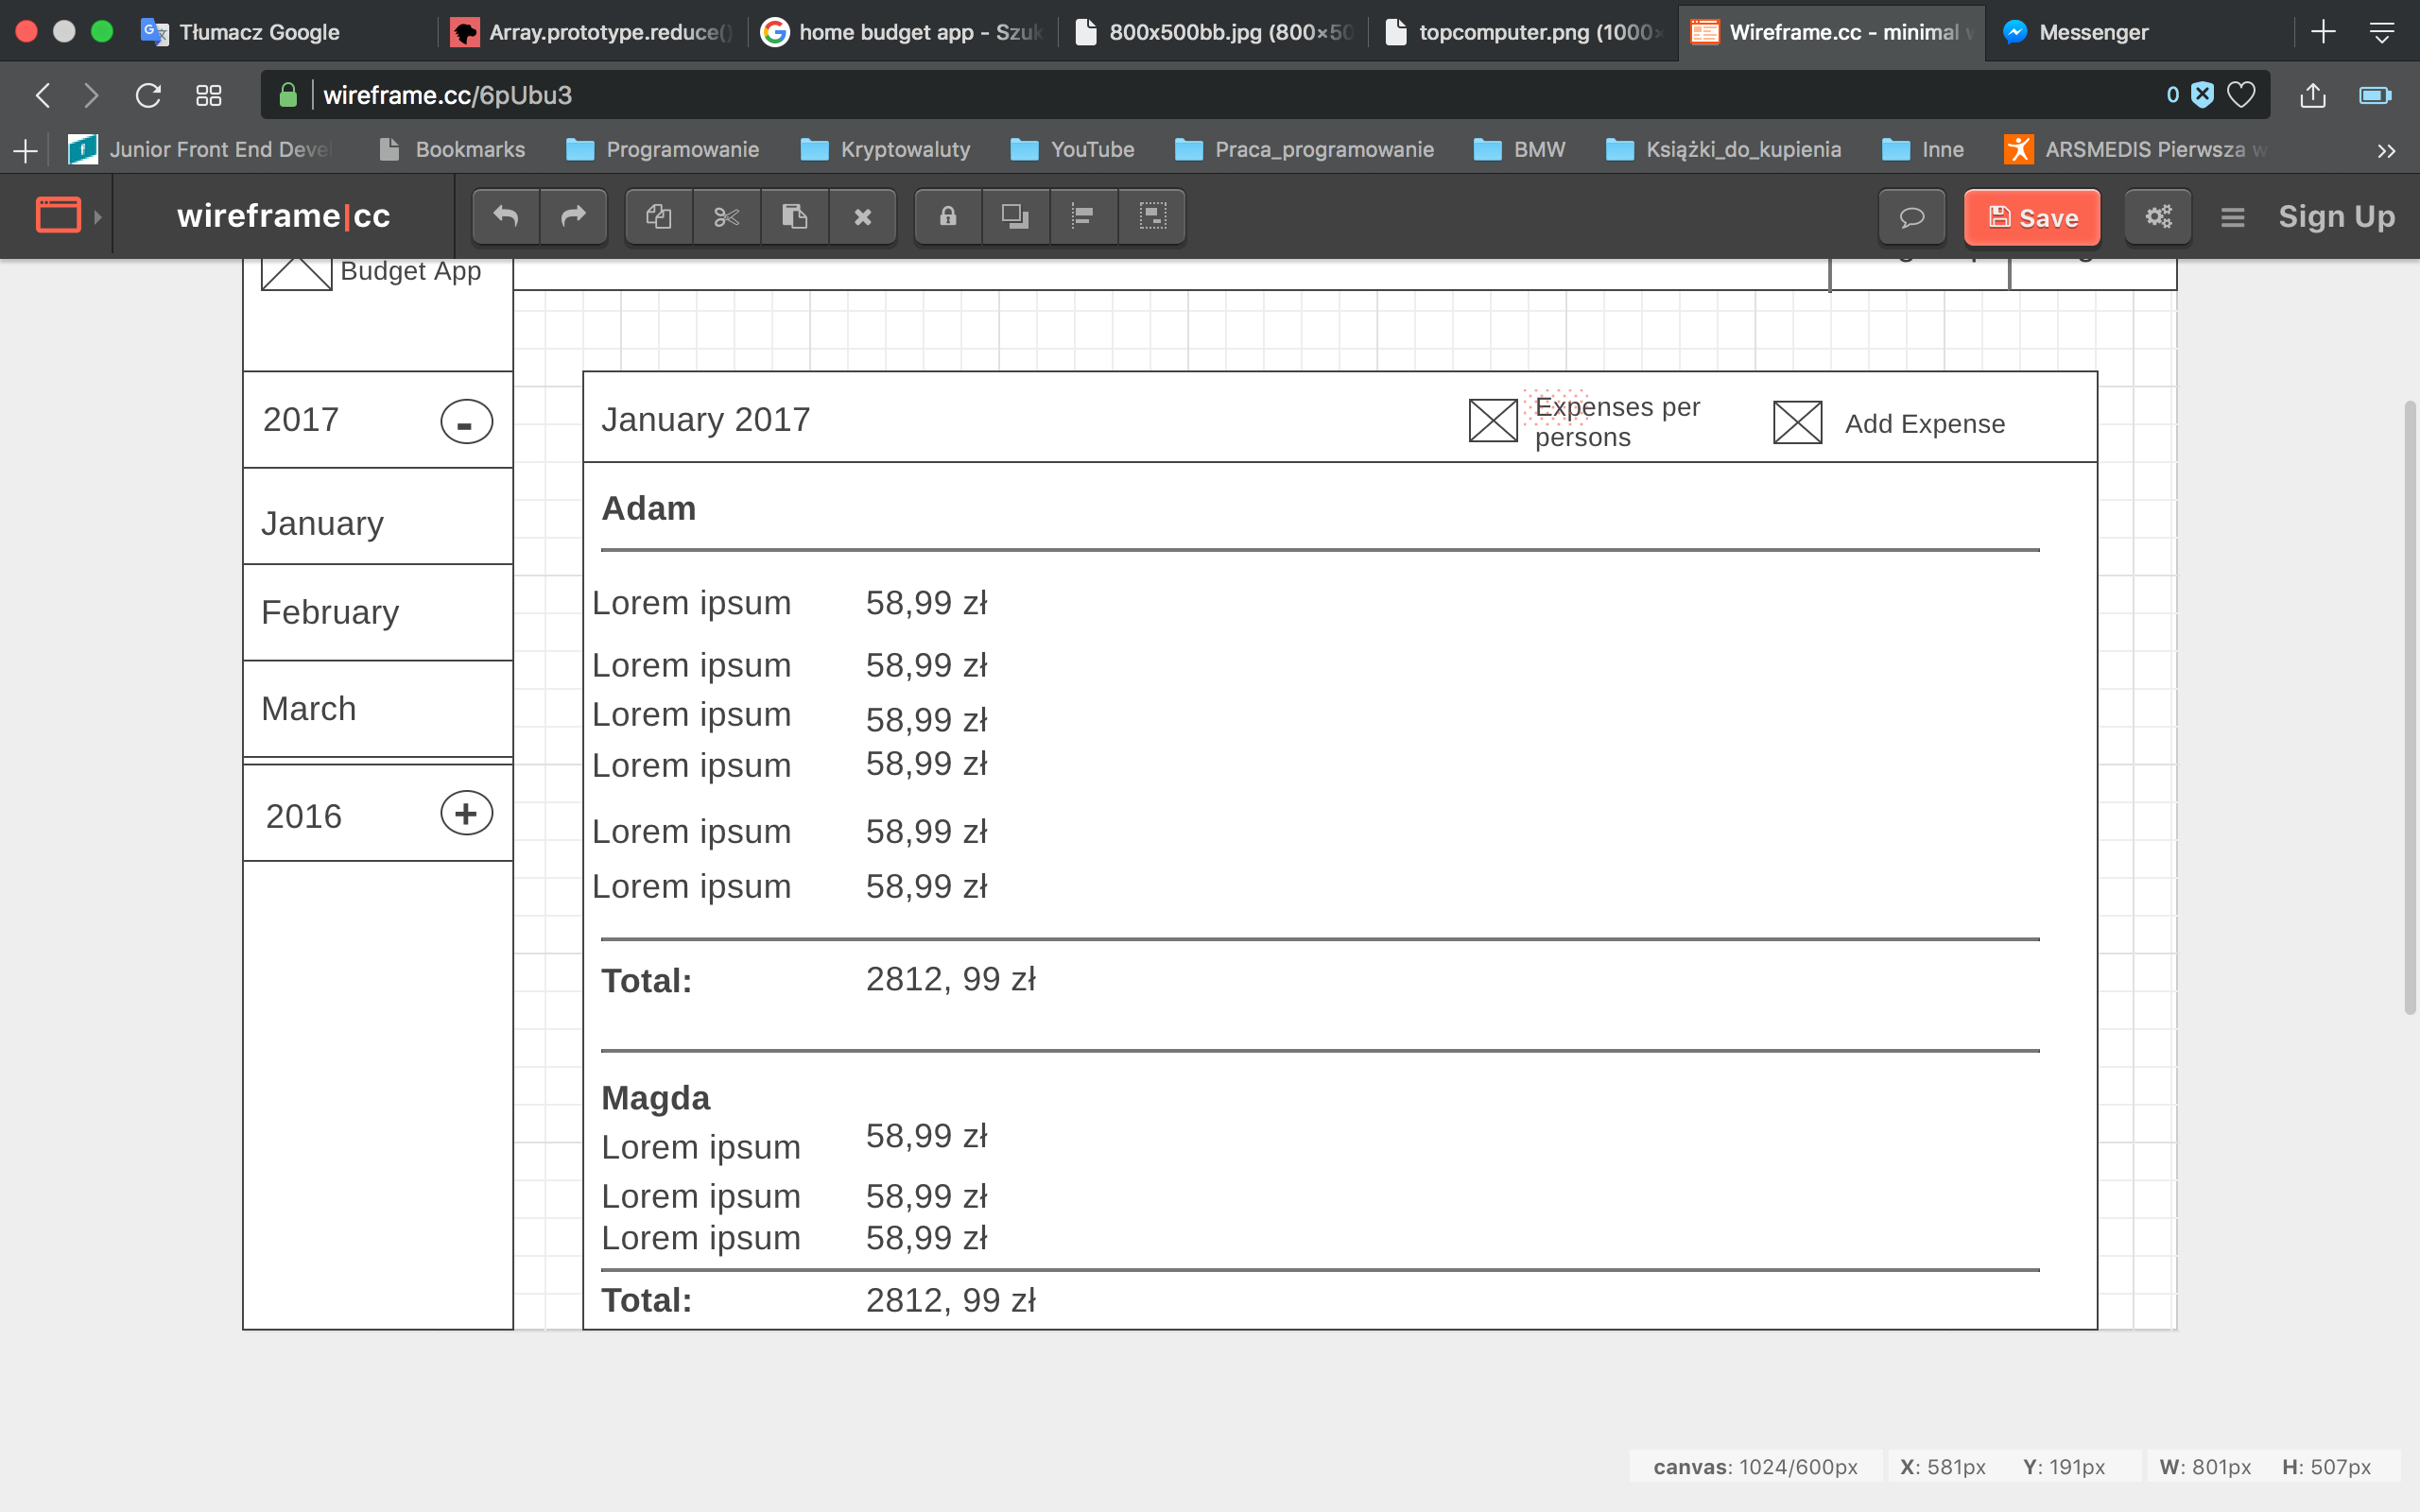 Tłumacz Google
Array.prototype.reduce()
home budget app - Szuk
800x500bb.jpg (800×50
topcomputer.png (1000×
Wireframe.cc - minimal w
Messenger
wireframe.cc/6pUbu3
0
Junior Front End Devel
Bookmarks
Programowanie
Kryptowaluty
YouTube
Praca_programowanie
BMW
Książki_do_kupienia
Inne
ARSMEDIS Pierwsza w
wireframe|cc
Save
Sign Up
Budget App
2017
-
January
February
March
2016
+
January 2017
Expenses per
persons
Add Expense
Adam
Lorem ipsum 58,99 zł
Lorem ipsum 58,99 zł
Lorem ipsum 58,99 zł
Lorem ipsum 58,99 zł
Lorem ipsum 58,99 zł
Lorem ipsum 58,99 zł
Total: 2812, 99 zł
Magda
Lorem ipsum 58,99 zł
Lorem ipsum 58,99 zł
Lorem ipsum 58,99 zł
Total: 2812, 99 zł
canvas: 1024/600px X: 581px Y: 191px W: 801px H: 507px